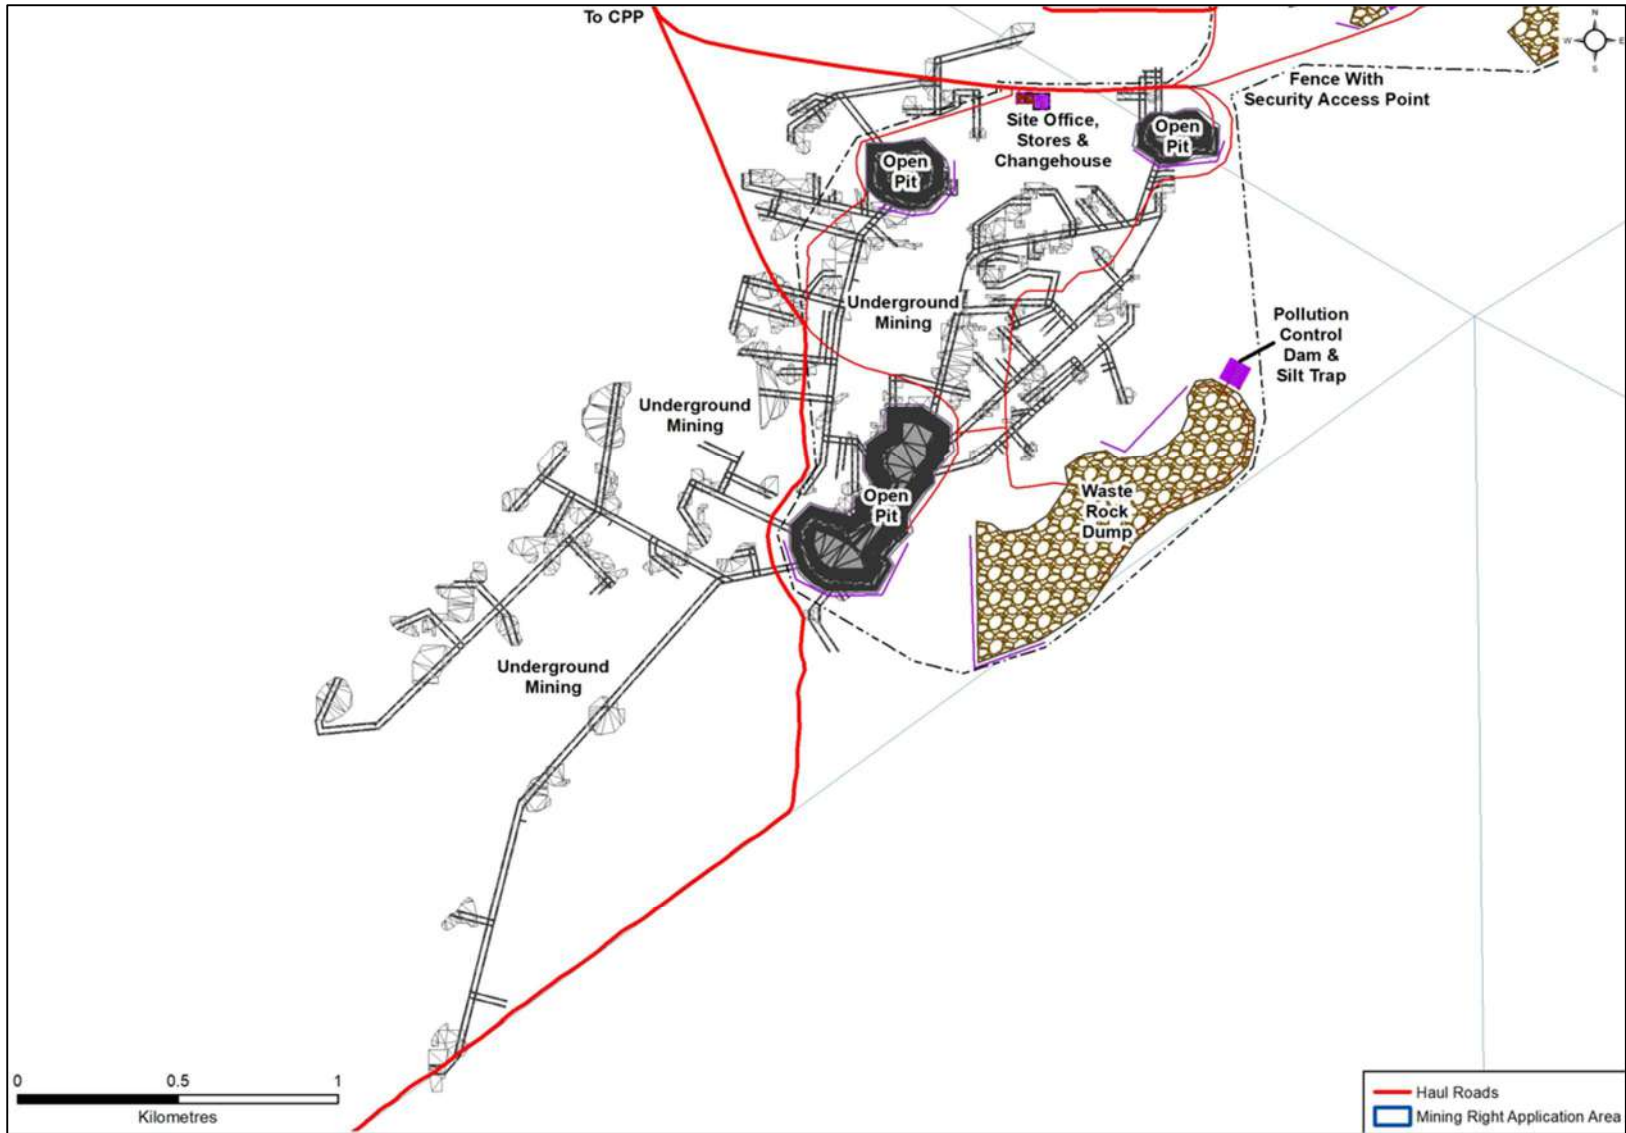 To CPP
N
W
E
S
Fence With
Security Access Point
Site Office,
Stores &
Changehouse
Open
Pit
Open
Pit
Underground
Mining
Pollution
Control
Dam &
Silt Trap
Underground
Mining
Waste
Rock
Dump
Open
Pit
Underground
Mining
0 0.5 1
Kilometres
Haul Roads
Mining Right Application Area